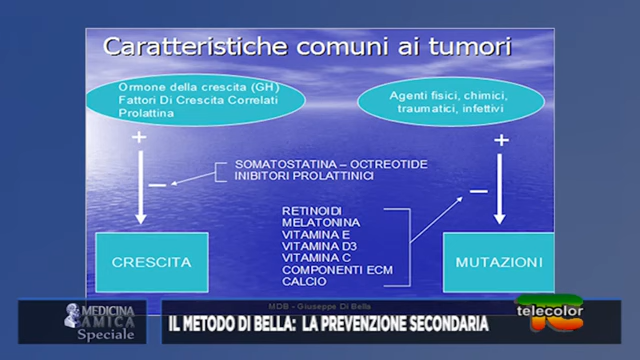 Caratteristiche comuni ai tumori
Ormone della crescita (GH)
Fattori Di Crescita Correlati
Prolattina
Agenti fisici, chimici,
traumatici, infettivi
+
+
SOMATOSTATINA – OCTREOTIDE
INIBITORI PROLATTINICI
–
–
RETINOIDI
MELATONINA
VITAMINA E
VITAMINA D3
VITAMINA C
COMPONENTI ECM
CALCIO
CRESCITA
MUTAZIONI
MDB - Giuseppe Di Bella
MEDICINA
AMICA
Speciale
IL METODO DI BELLA: LA PREVENZIONE SECONDARIA
telecolor